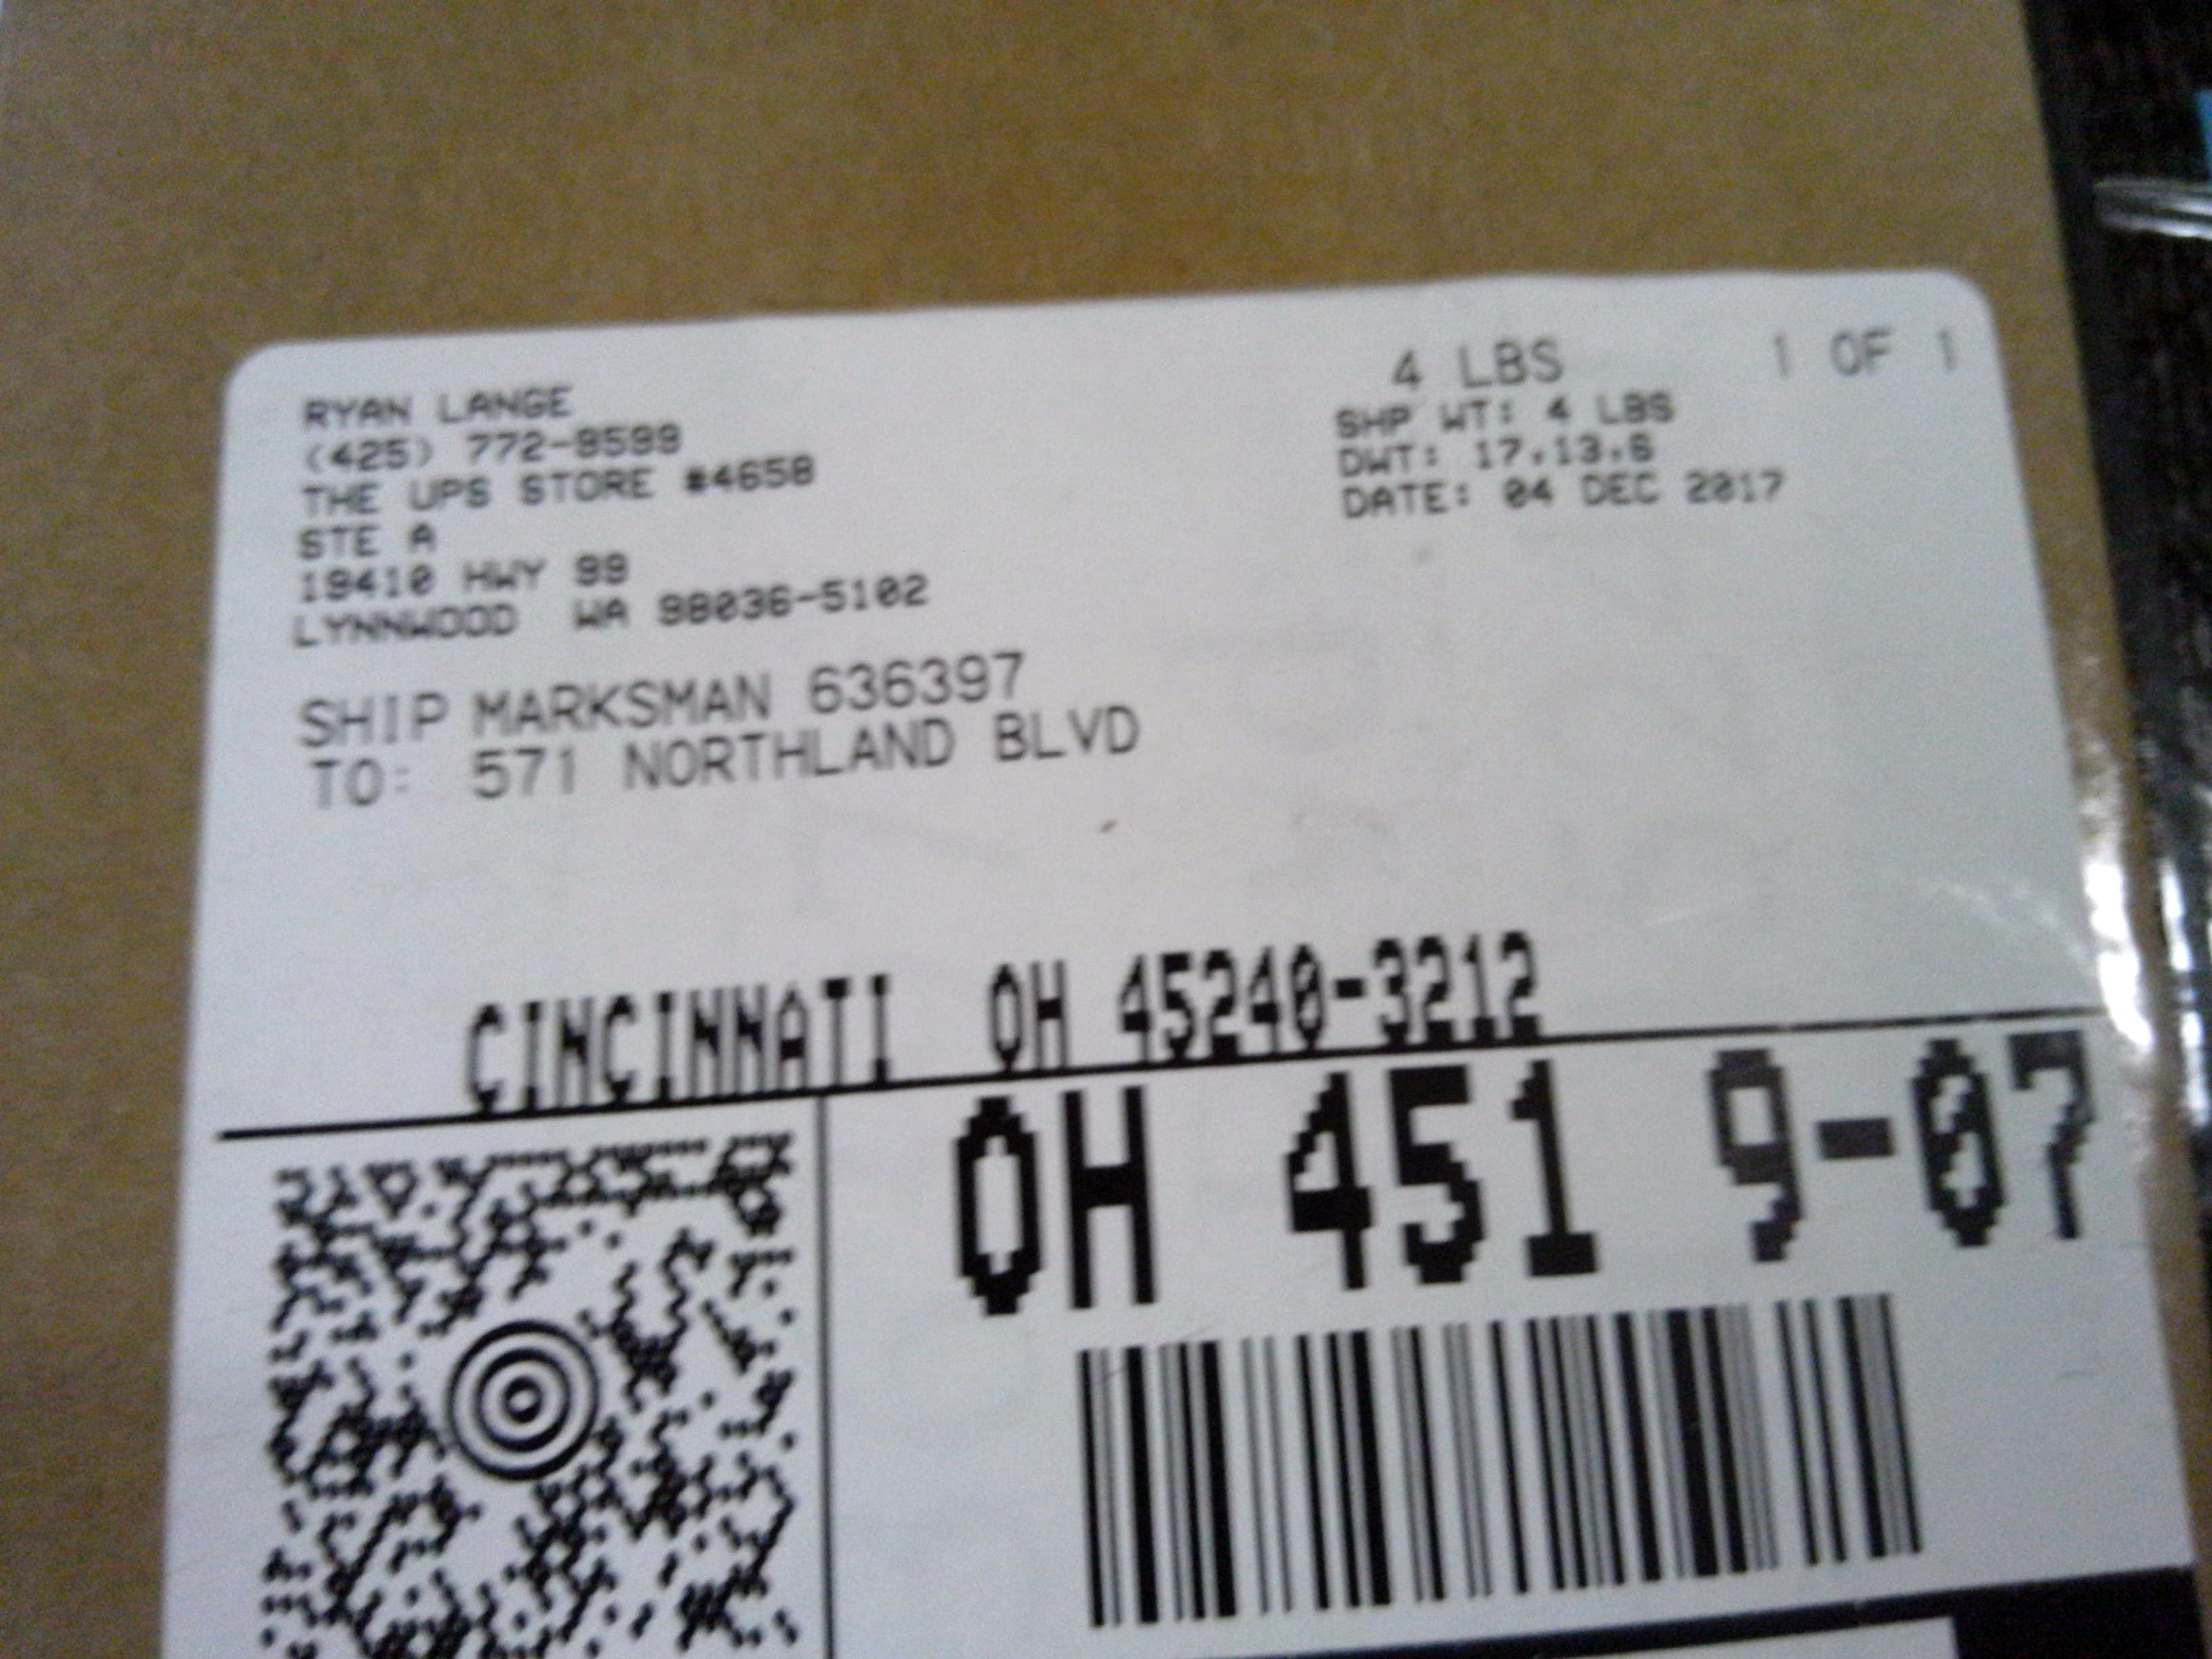 RYAN LANGE
(425) 772-9599
THE UPS STORE #4658
STE A
19410 HWY 99
LYNNWOOD WA 98036-5102
4 LBS 1 OF 1
SHP WT: 4 LBS
DWT: 17,13,6
DATE: 04 DEC 2017
SHIP MARKSMAN 636397
TO: 571 NORTHLAND BLVD
CINCINNATI OH 45240-3212
OH 451 9-07